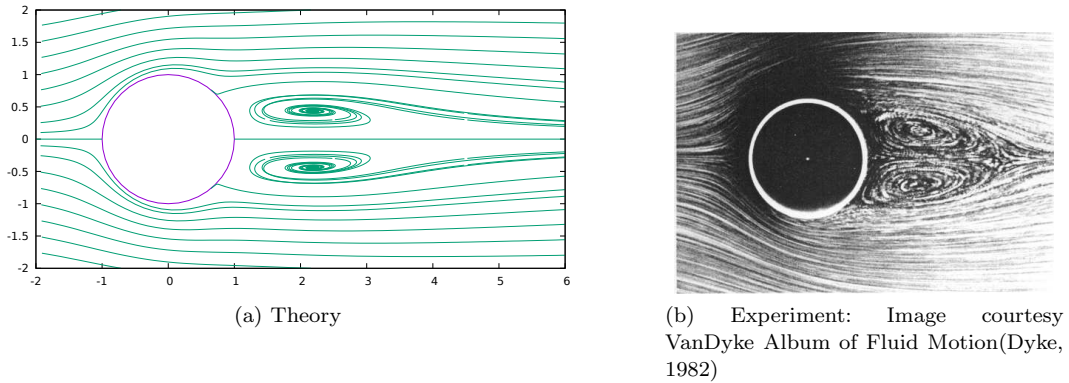 2
1.5
1
0.5
0
-0.5
-1
-1.5
-2
-2 -1 0 1 2 3 4 5 6
(a) Theory
(b) Experiment: Image courtesy
VanDyke Album of Fluid Motion(Dyke,
1982)